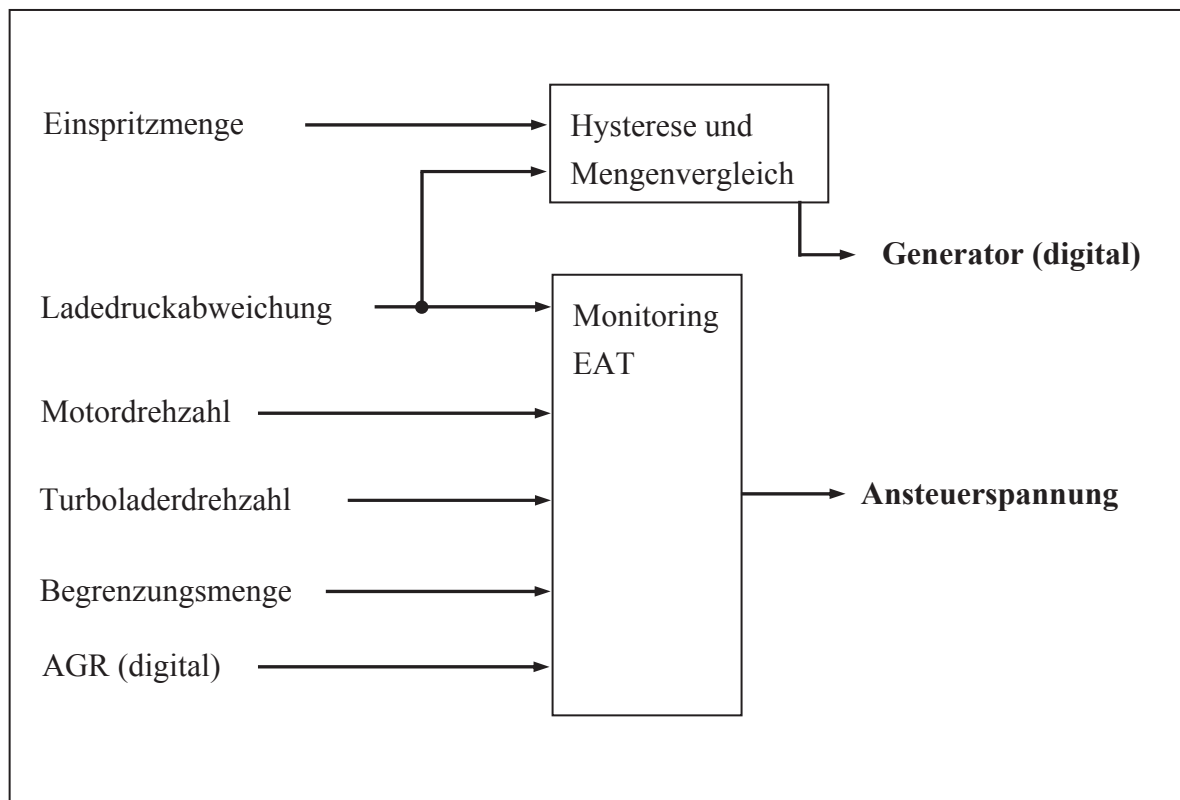 Einspritzmenge
Hysterese und
Mengenvergleich
Generator (digital)
Ladedruckabweichung
Monitoring
EAT
Motordrehzahl
Turboladerdrehzahl
Ansteuerspannung
Begrenzungsmenge
AGR (digital)